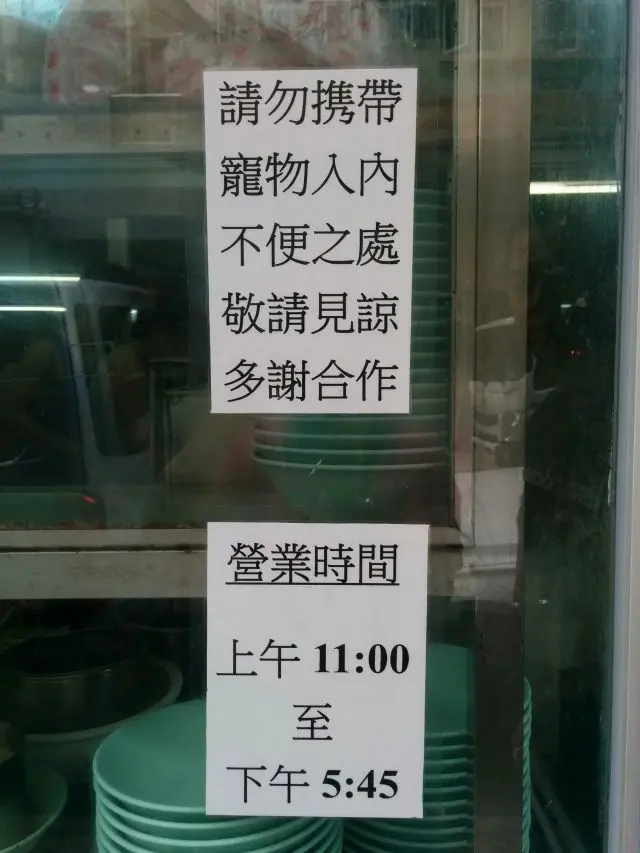 請勿携帶
寵物入內
不便之處
敬請見諒
多謝合作
營業時間
上午 11:00
至
下午 5:45